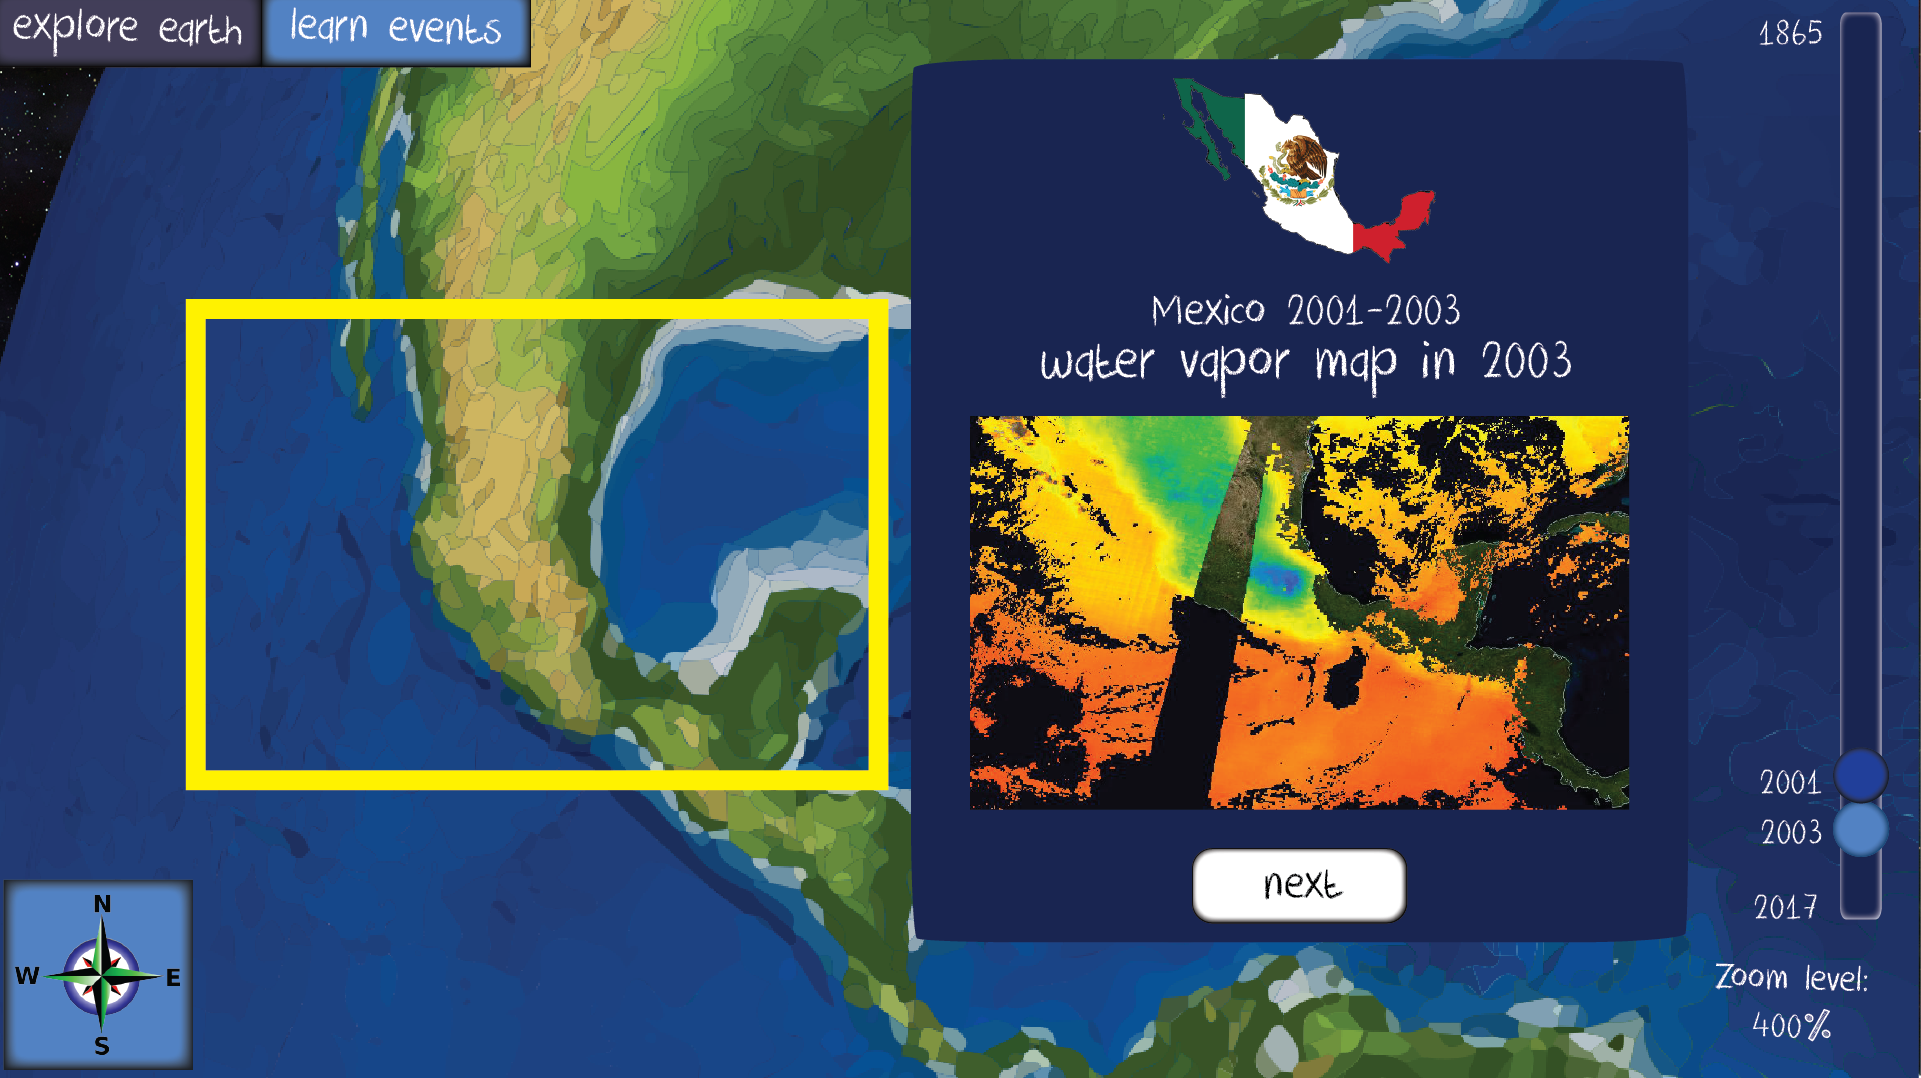 explore earth
learn events
1865
Mexico 2001-2003
water vapor map in 2003
2001
2003
next
2017
N
W E
S
Zoom level:
400%